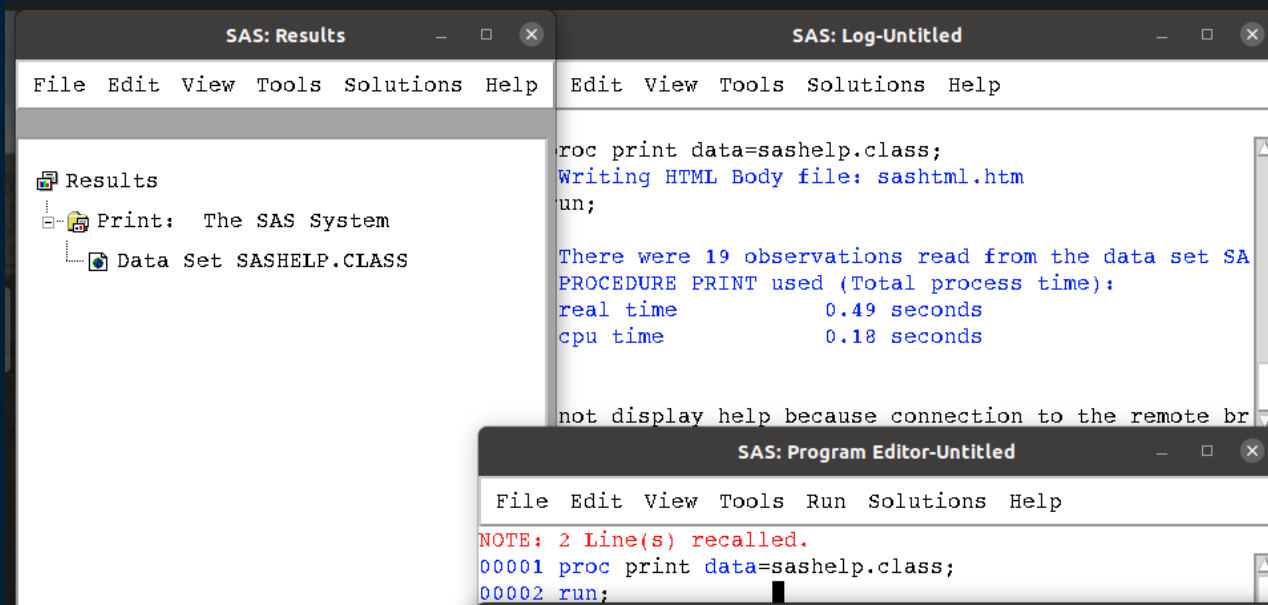 SAS: Results
File Edit View Tools Solutions Help
Results
Print: The SAS System
Data Set SASHELP.CLASS
SAS: Log-Untitled
Edit View Tools Solutions Help
roc print data=sashelp.class;
Writing HTML Body file: sashtml.htm
un;
There were 19 observations read from the data set SA
PROCEDURE PRINT used (Total process time):
real time 0.49 seconds
cpu time 0.18 seconds
not display help because connection to the remote br
SAS: Program Editor-Untitled
File Edit View Tools Run Solutions Help
NOTE: 2 Line(s) recalled.
00001 proc print data=sashelp.class;
00002 run;